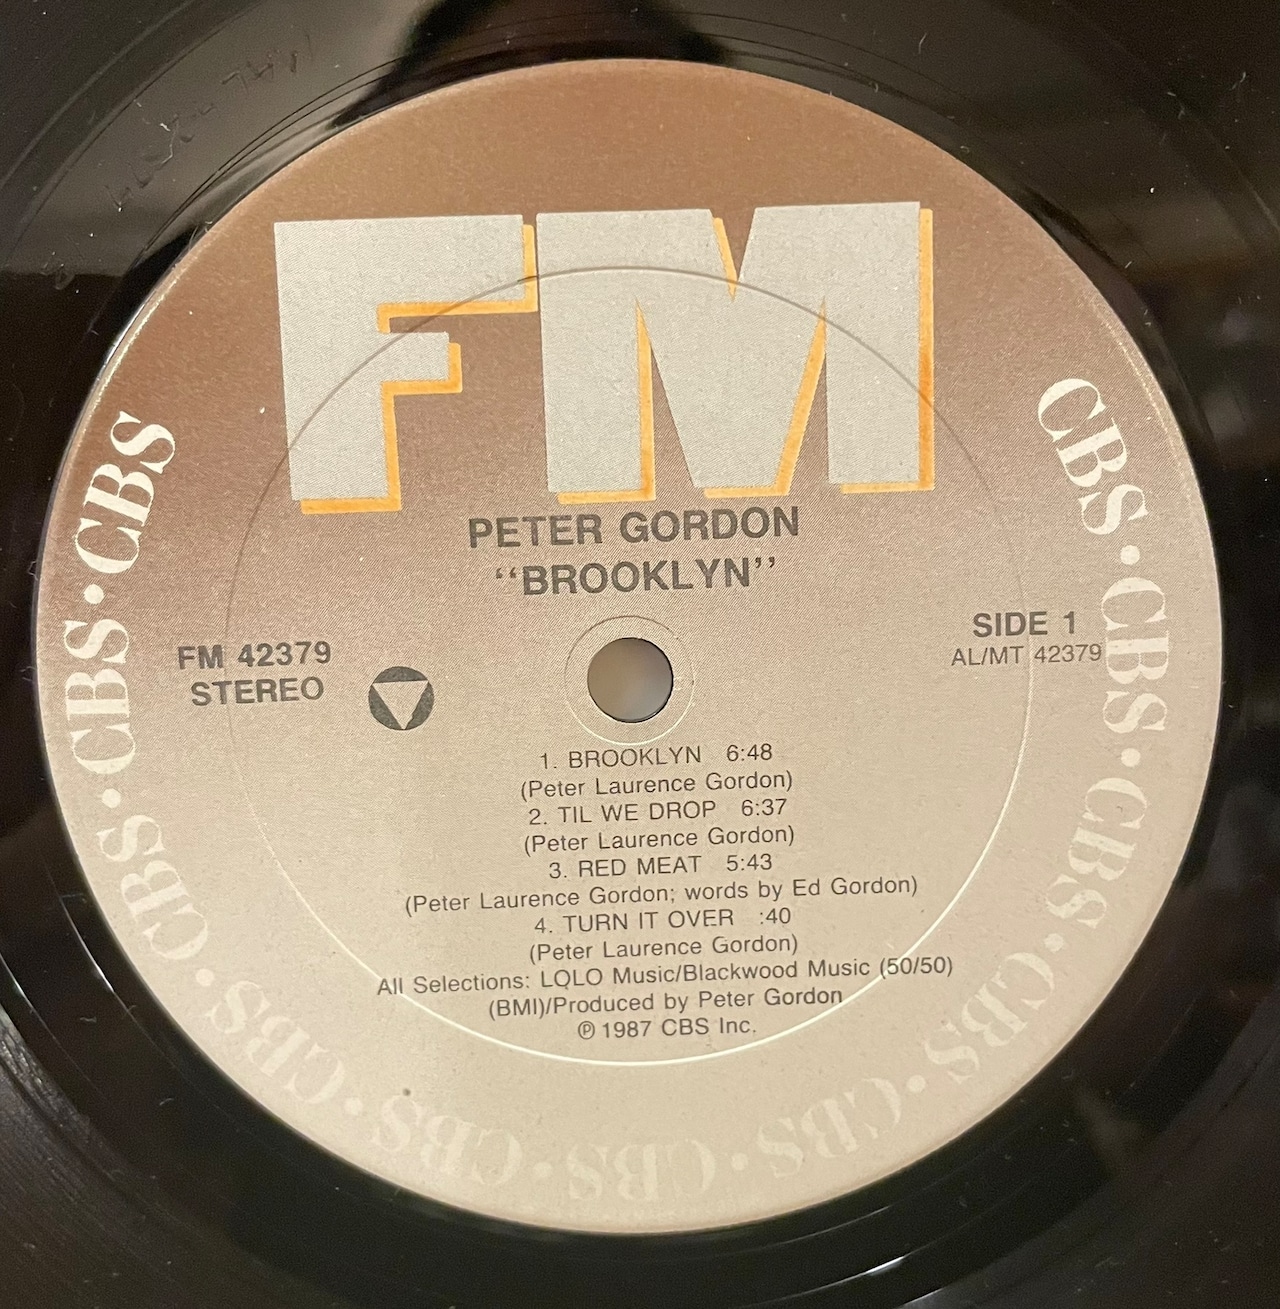 FM
PETER GORDON
“BROOKLYN”
SIDE 1
AL/MT 42379
FM 42379
STEREO
1. BROOKLYN 6:48
(Peter Laurence Gordon)
2. TIL WE DROP 6:37
(Peter Laurence Gordon)
3. RED MEAT 5:43
(Peter Laurence Gordon; words by Ed Gordon)
4. TURN IT OVER :40
(Peter Laurence Gordon)
All Selections: LOLO Music/Blackwood Music (50/50)
(BMI)/Produced by Peter Gordon
℗ 1987 CBS Inc.
CBS · CBS · CBS · CBS · CBS · CBS · CBS · CBS · CBS · CBS · CBS